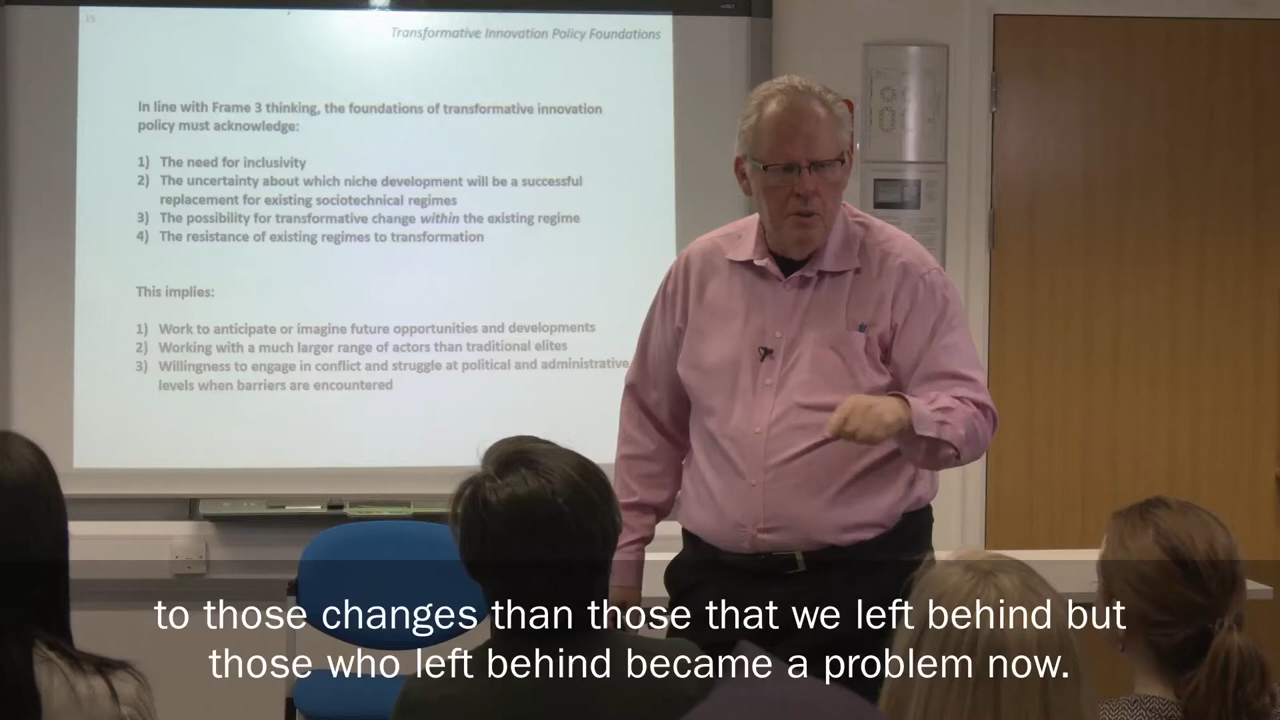 15
Transformative Innovation Policy Foundations
In line with Frame 3 thinking, the foundations of transformative innovation
policy must acknowledge:
1) The need for inclusivity
2) The uncertainty about which niche development will be a successful
replacement for existing sociotechnical regimes
3) The possibility for transformative change within the existing regime
4) The resistance of existing regimes to transformation
This implies:
1) Work to anticipate or imagine future opportunities and developments
2) Working with a much larger range of actors than traditional elites
3) Willingness to engage in conflict and struggle at political and administrative
levels when barriers are encountered
to those changes than those that we left behind but
those who left behind became a problem now.